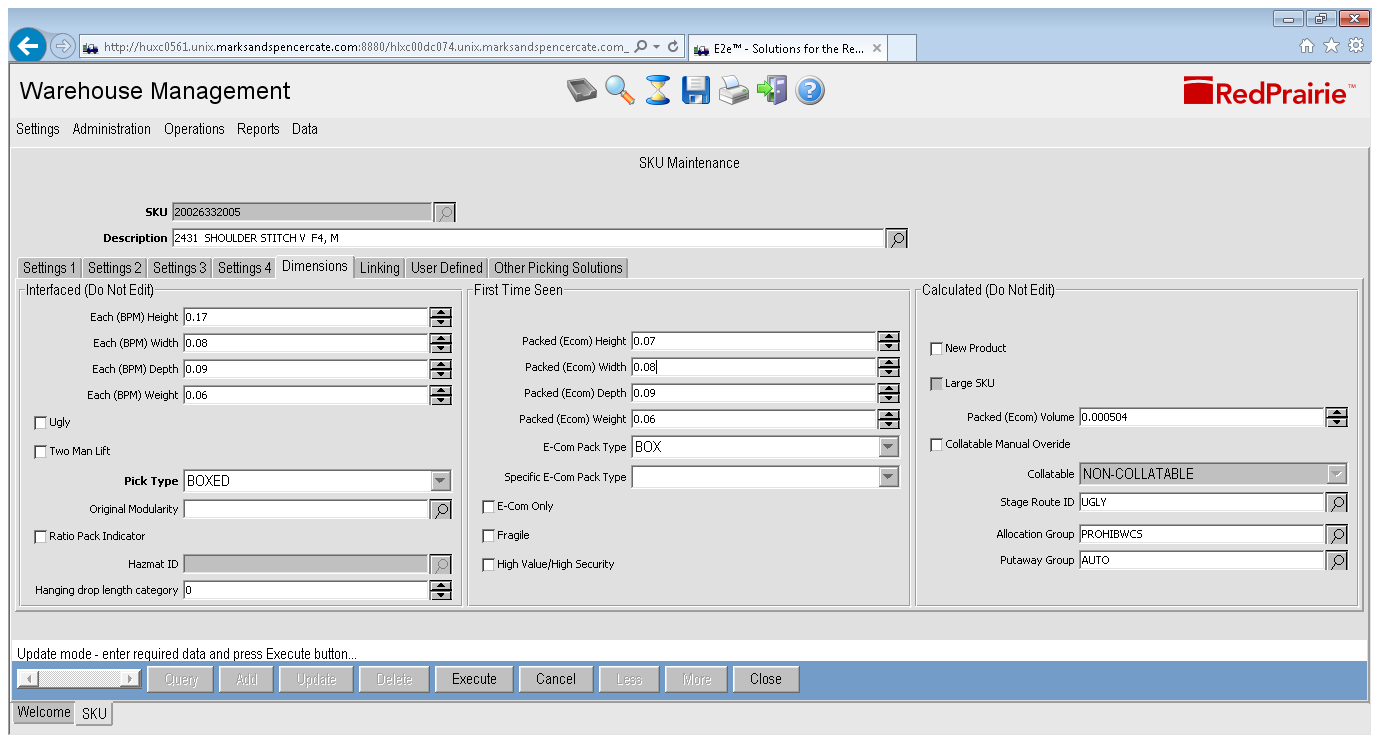 http://huxc0561.unix.marksandspencercate.com:8880/hlxc00dc074.unix.marksandspencercate.com_
E2e™ - Solutions for the Re...
Warehouse Management
RedPrairie™
Settings Administration Operations Reports Data
SKU Maintenance
SKU 20026332005
Description 2431 SHOULDER STITCH V F4, M
Settings 1 Settings 2 Settings 3 Settings 4 Dimensions Linking User Defined Other Picking Solutions
Interfaced (Do Not Edit)
Each (BPM) Height 0.17
Each (BPM) Width 0.08
Each (BPM) Depth 0.09
Each (BPM) Weight 0.06
Ugly
Two Man Lift
Pick Type BOXED
Original Modularity
Ratio Pack Indicator
Hazmat ID
Hanging drop length category 0
First Time Seen
Packed (Ecom) Height 0.07
Packed (Ecom) Width 0.08
Packed (Ecom) Depth 0.09
Packed (Ecom) Weight 0.06
E-Com Pack Type BOX
Specific E-Com Pack Type
E-Com Only
Fragile
High Value/High Security
Calculated (Do Not Edit)
New Product
Large SKU
Packed (Ecom) Volume 0.000504
Collatable Manual Overide
Collatable NON-COLLATABLE
Stage Route ID UGLY
Allocation Group PROHIBWCS
Putaway Group AUTO
Update mode - enter required data and press Execute button...
Query Add Update Delete Execute Cancel Less More Close
Welcome SKU